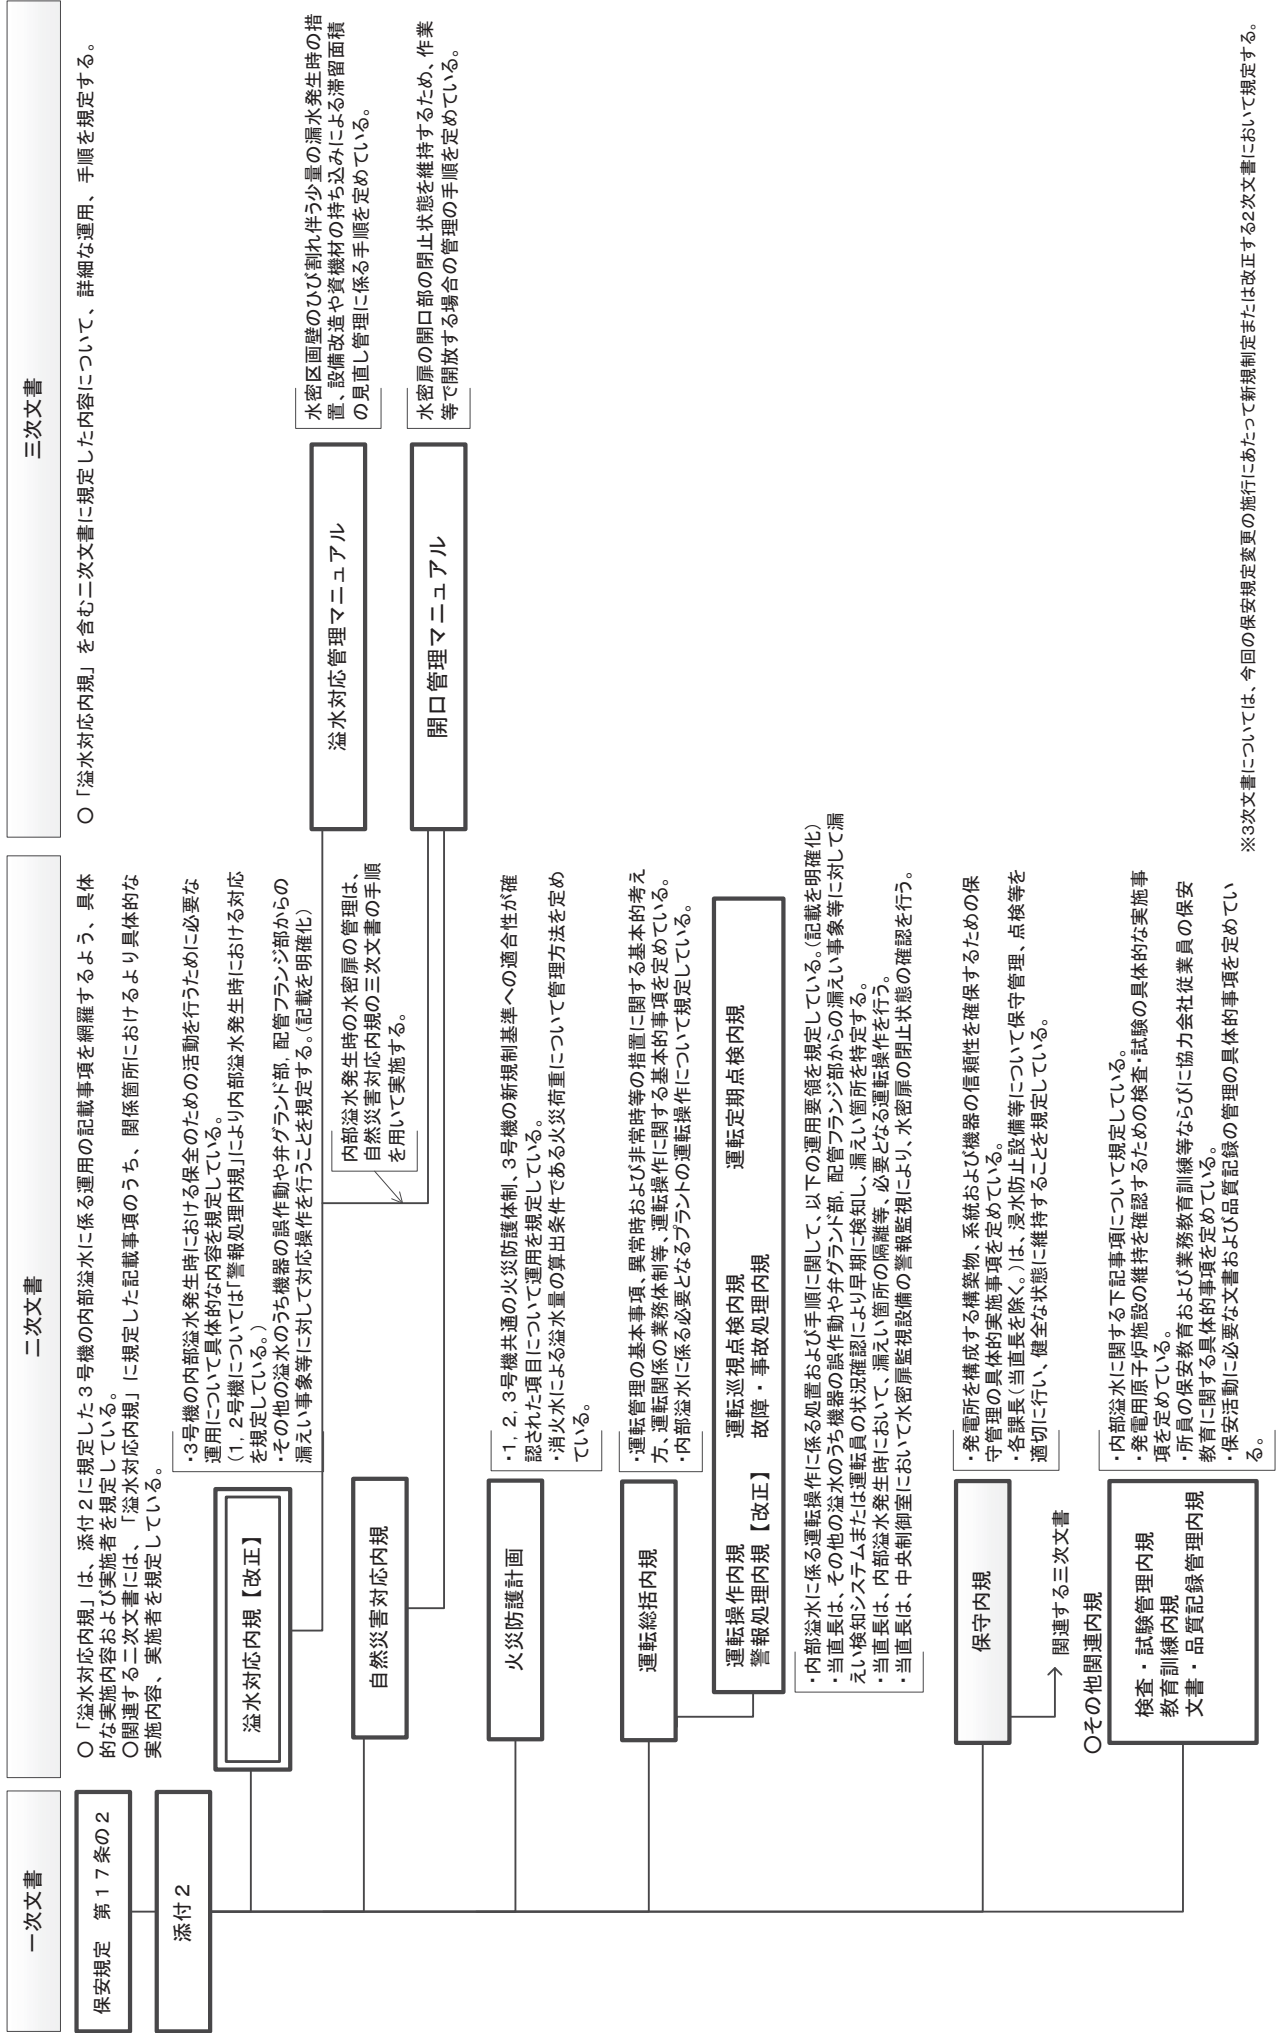 一次文書
二次文書
三次文書
保安規定　第１７条の２
添付２
○「溢水対応内規」は、添付２に規定した３号機の内部溢水に係る運用の記載事項を網羅するよう、具体
的な実施内容および実施者を規定している。
○関連する二次文書には、「溢水対応内規」に規定した記載事項のうち、関係箇所におけるより具体的な
実施内容、実施者を規定している。
溢水対応内規【改正】
・3号機の内部溢水発生時における保全のための活動を行うために必要な
運用について具体的な内容を規定している。
（1，2号機については「警報処理内規」により内部溢水発生時における対応
を規定している。）
・その他の溢水のうち機器の誤作動や弁グランド部，配管フランジ部からの
漏えい事象等に対して対応操作を行うことを規定する。（記載を明確化）
自然災害対応内規
内部溢水発生時の水密扉の管理は、
自然災害対応内規の三次文書の手順
を用いて実施する。
火災防護計画
・1，2，3号機共通の火災防護体制、3号機の新規制基準への適合性が確
認された項目について運用を規定している。
・消火水による溢水量の算出条件である火災荷重について管理方法を定め
ている。
運転総括内規
・運転管理の基本事項、異常時および非常時等の措置に関する基本的考え
方、運転関係の業務体制等、運転操作に関する基本的事項を定めている。
・内部溢水に係る必要となるプラントの運転操作について規定している。
運転操作内規　運転巡視点検内規　運転定期点検内規
警報処理内規【改正】　故障・事故処理内規
・内部溢水に係る運転操作に係る処置および手順に関して、以下の運用要領を規定している。（記載を明確化）
・当直長は、その他の溢水のうち機器の誤作動や弁グランド部，配管フランジ部からの漏えい事象等に対して漏
えい検知システムまたは運転員の状況確認により早期に検知し、漏えい箇所を特定する。
・当直長は、内部溢水発生時において、漏えい箇所の隔離等、必要となる運転操作を行う。
・当直長は、中央制御室において水密扉監視設備の警報監視により、水密扉の閉止状態の確認を行う。
保守内規
・発電所を構成する構築物、系統および機器の信頼性を確保するための保
守管理の具体的実施事項を定めている。
・各課長（当直長を除く。）は、浸水防止設備等について保守管理、点検等を
適切に行い、健全な状態に維持することを規定している。
関連する三次文書
○その他関連内規
検査・試験管理内規
教育訓練内規
文書・品質記録管理内規
・内部溢水に関する下記事項について規定している。
・発電用原子炉施設の維持を確認するための検査・試験の具体的な実施事
項を定めている。
・所員の保安教育および業務教育訓練等ならびに協力会社従業員の保安
教育に関する具体的事項を定めている。
・保安活動に必要な文書および品質記録の管理の具体的事項を定めてい
る。
○「溢水対応内規」を含む二次文書に規定した内容について、詳細な運用、手順を規定する。
溢水対応管理マニュアル
水密区画壁のひび割れ伴う少量の漏水発生時の措
置、設備改造や資機材の持ち込みによる滞留面積
の見直し管理に係る手順を定めている。
開口管理マニュアル
水密扉の開口部の閉止状態を維持するため、作業
等で開放する場合の管理の手順を定めている。
※3次文書については、今回の保安規定変更の施行にあたって新規制定または改正する2次文書において規定する。